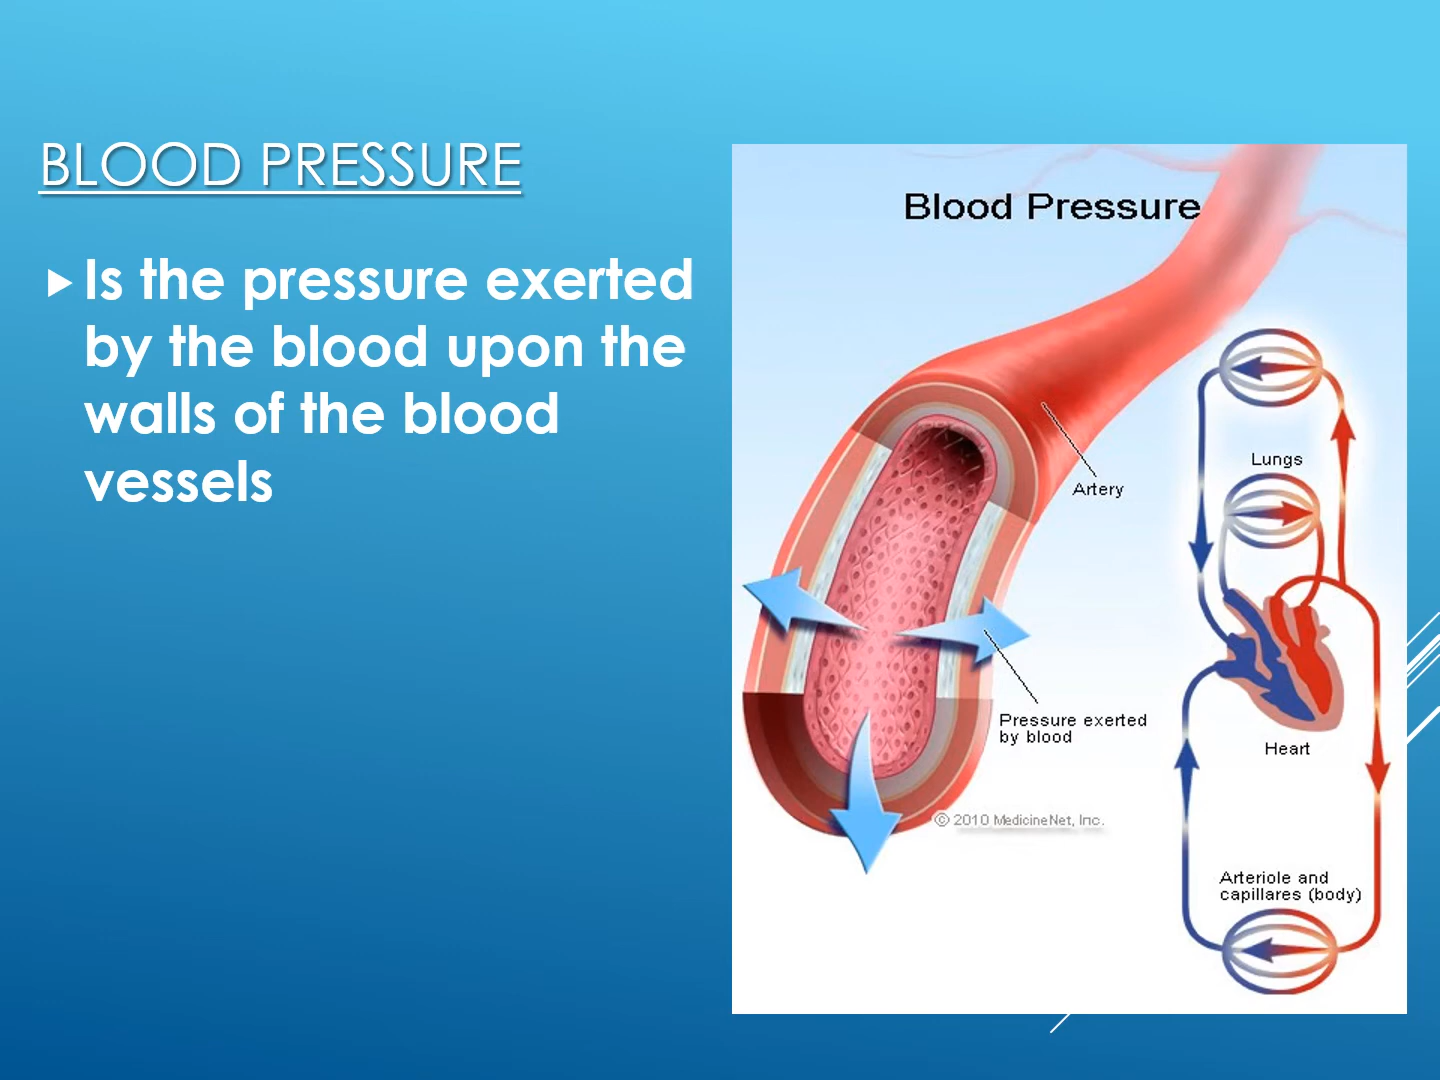 BLOOD PRESSURE
Is the pressure exerted
by the blood upon the
walls of the blood
vessels
Blood Pressure
Lungs
Artery
Pressure exerted
by blood
Heart
© 2010 MedicineNet, Inc.
Arteriole and
capillares (body)